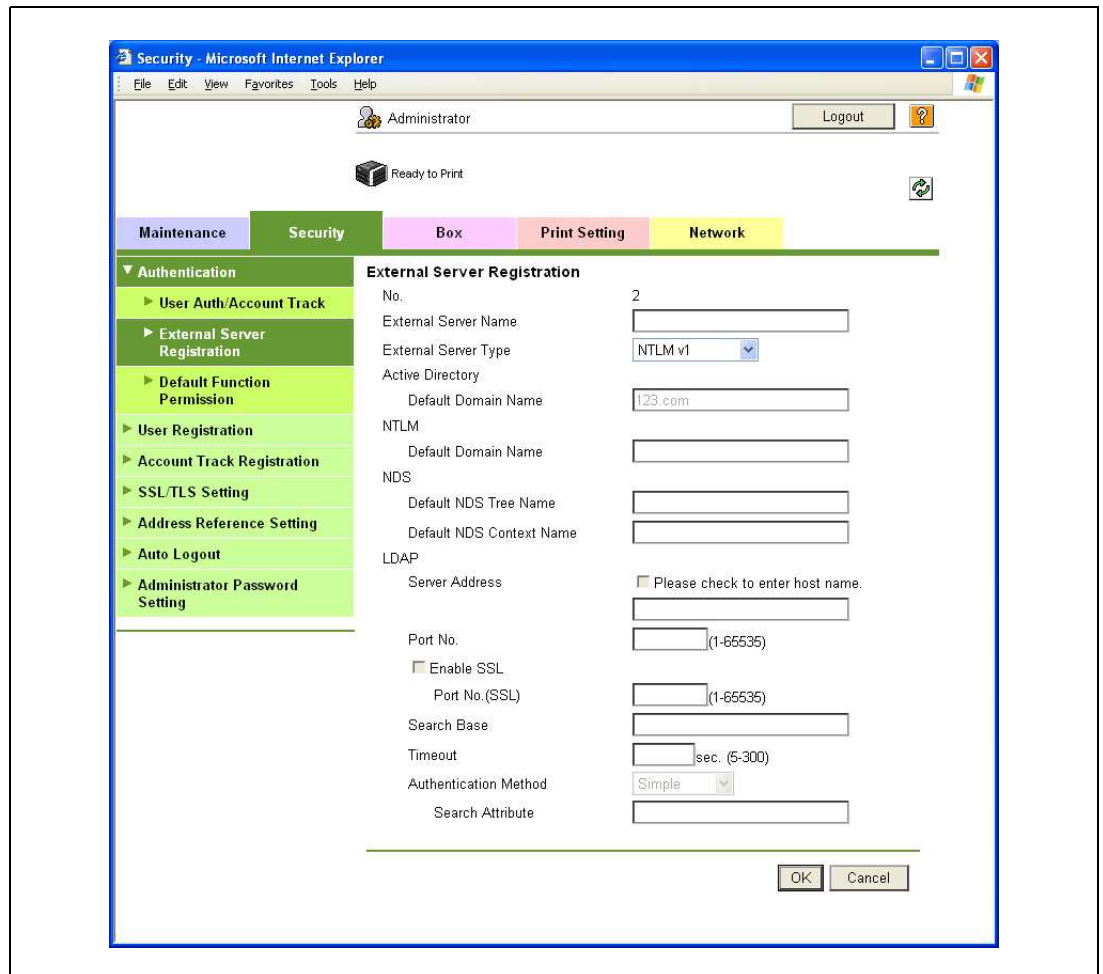 Security - Microsoft Internet Explorer
File Edit View Favorites Tools Help
Administrator
Logout
?
Ready to Print
Maintenance Security Box Print Setting Network
Authentication
User Auth/Account Track
External Server
Registration
Default Function
Permission
User Registration
Account Track Registration
SSL/TLS Setting
Address Reference Setting
Auto Logout
Administrator Password
Setting
External Server Registration
No. 2
External Server Name
External Server Type NTLM v1
Active Directory
Default Domain Name 123.com
NTLM
Default Domain Name
NDS
Default NDS Tree Name
Default NDS Context Name
LDAP
Server Address Please check to enter host name.
Port No. (1-65535)
Enable SSL
Port No.(SSL) (1-65535)
Search Base
Timeout sec. (5-300)
Authentication Method Simple
Search Attribute
OK Cancel